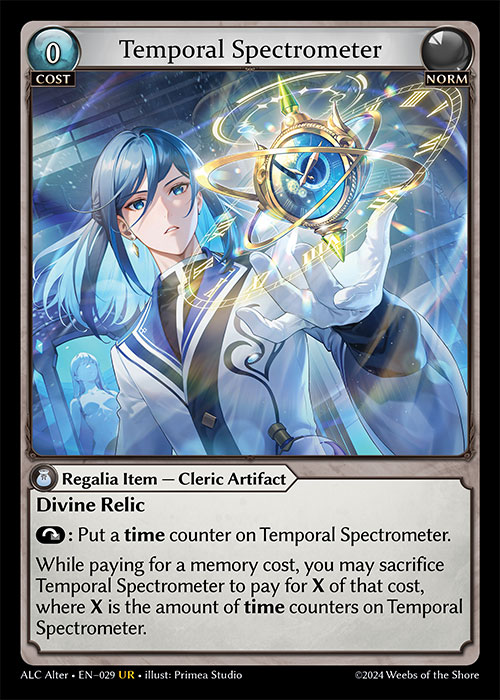 0
Temporal Spectrometer
COST
NORM
Regalia Item — Cleric Artifact
Divine Relic
: Put a time counter on Temporal Spectrometer.
While paying for a memory cost, you may sacrifice
Temporal Spectrometer to pay for X of that cost,
where X is the amount of time counters on Temporal
Spectrometer.
ALC Alter • EN-029 UR • illust: Primea Studio
©2024 Weebs of the Shore